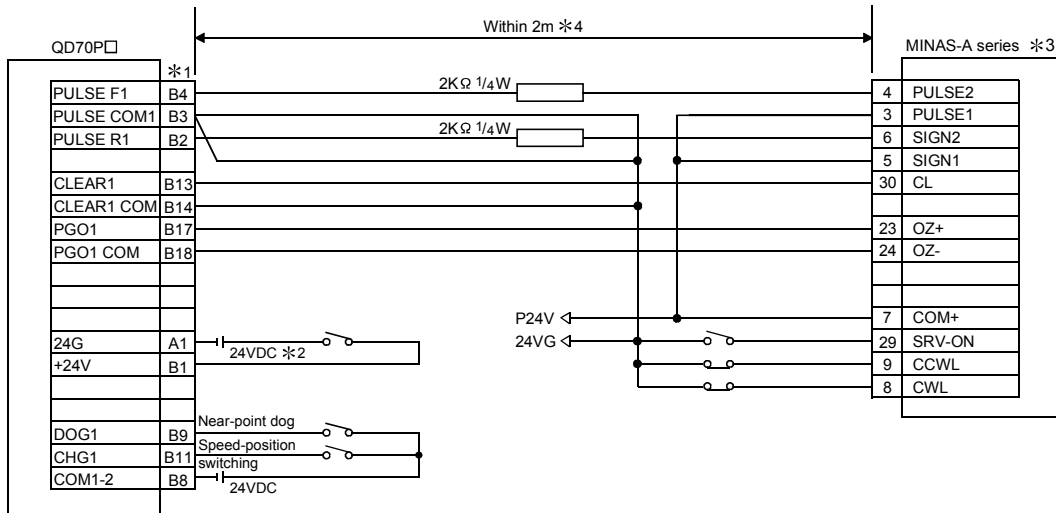 Within 2m ✻4
QD70P□
MINAS-A series ✻3
✻1
PULSE F1 B4 2KΩ 1/4W 4 PULSE2
PULSE COM1 B3 3 PULSE1
PULSE R1 B2 2KΩ 1/4W 6 SIGN2
5 SIGN1
CLEAR1 B13 30 CL
CLEAR1 COM B14
PGO1 B17 23 OZ+
PGO1 COM B18 24 OZ-
P24V 7 COM+
24G A1 24VDC ✻2 24VG 29 SRV-ON
+24V B1 9 CCWL
8 CWL
DOG1 B9 Near-point dog
CHG1 B11 Speed-position
switching
COM1-2 B8 24VDC